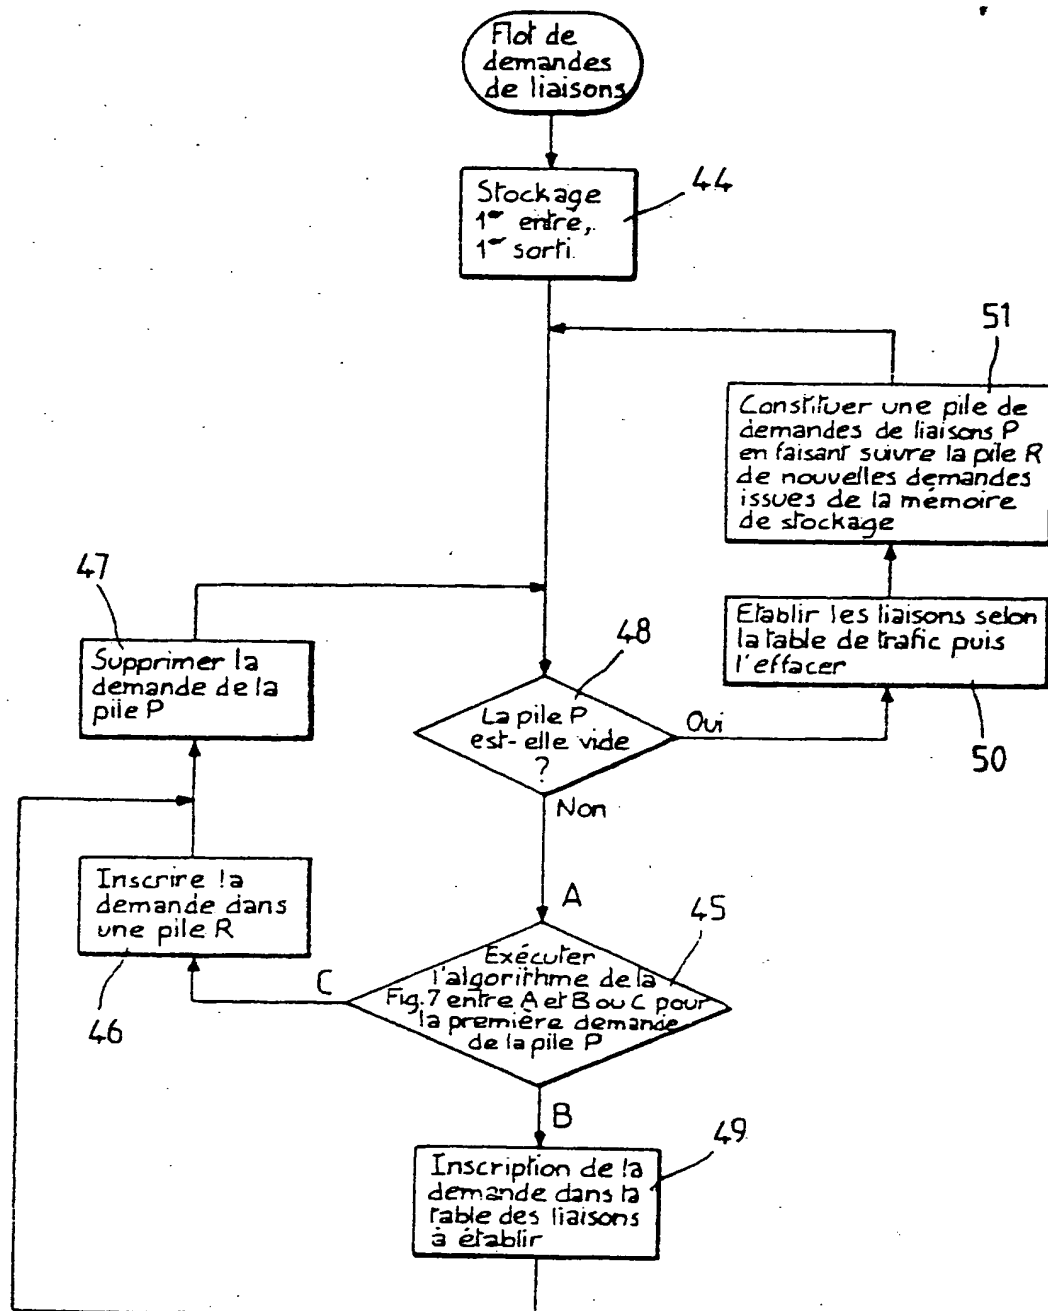 Flot de
demandes
de liaisons
44
Stockage
1er entré,
1er sorti.
51
Constituer une pile de
demandes de liaisons P
en faisant suivre la pile R
de nouvelles demandes
issues de la mémoire
de stockage
47
Supprimer la
demande de la
pile P
48
Etablir les liaisons selon
la table de trafic puis
l'effacer
50
La pile P
est-elle vide
?
Oui
Non
Inscrire la
demande dans
une pile R
46
A
45
C
Exécuter
l'algorithme de la
Fig.7 entre A et B ou C pour
la première demande
de la pile P
B
49
Inscription de la
demande dans la
table des liaisons
à établir